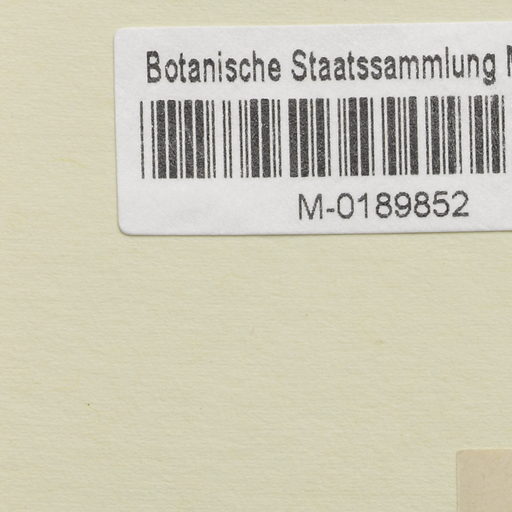 Botanische Staatssammlung
M-0189852